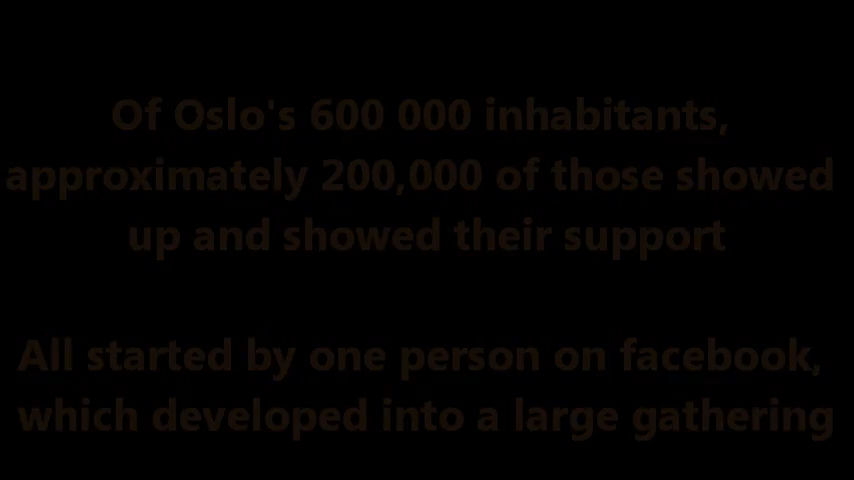 Of Oslo's 600 000 inhabitants,
approximately 200,000 of those showed
up and showed their support
All started by one person on facebook,
which developed into a large gathering